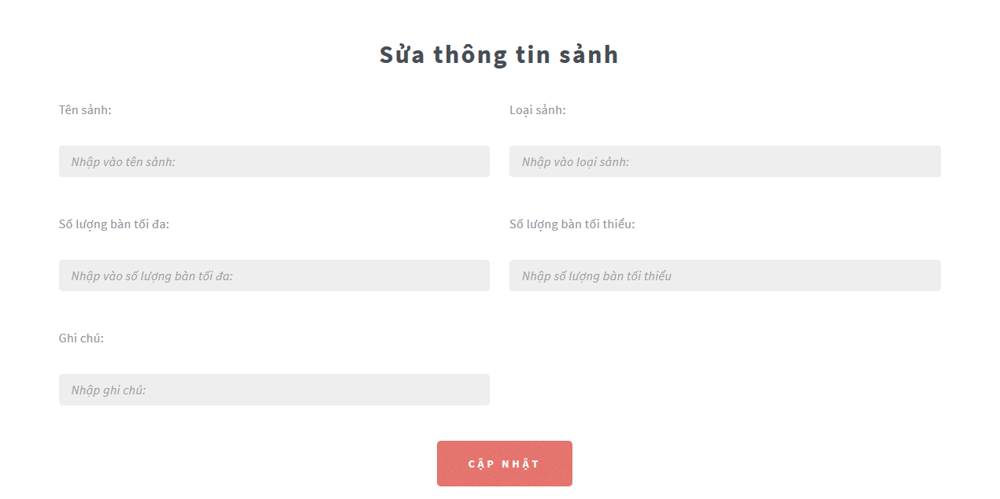 Sửa thông tin sảnh
Tên sảnh:
Loại sảnh:
Nhập vào tên sảnh:
Nhập vào loại sảnh:
Số lượng bàn tối đa:
Số lượng bàn tối thiểu:
Nhập vào số lượng bàn tối đa:
Nhập số lượng bàn tối thiểu
Ghi chú:
Nhập ghi chú:
CẬP NHẬT